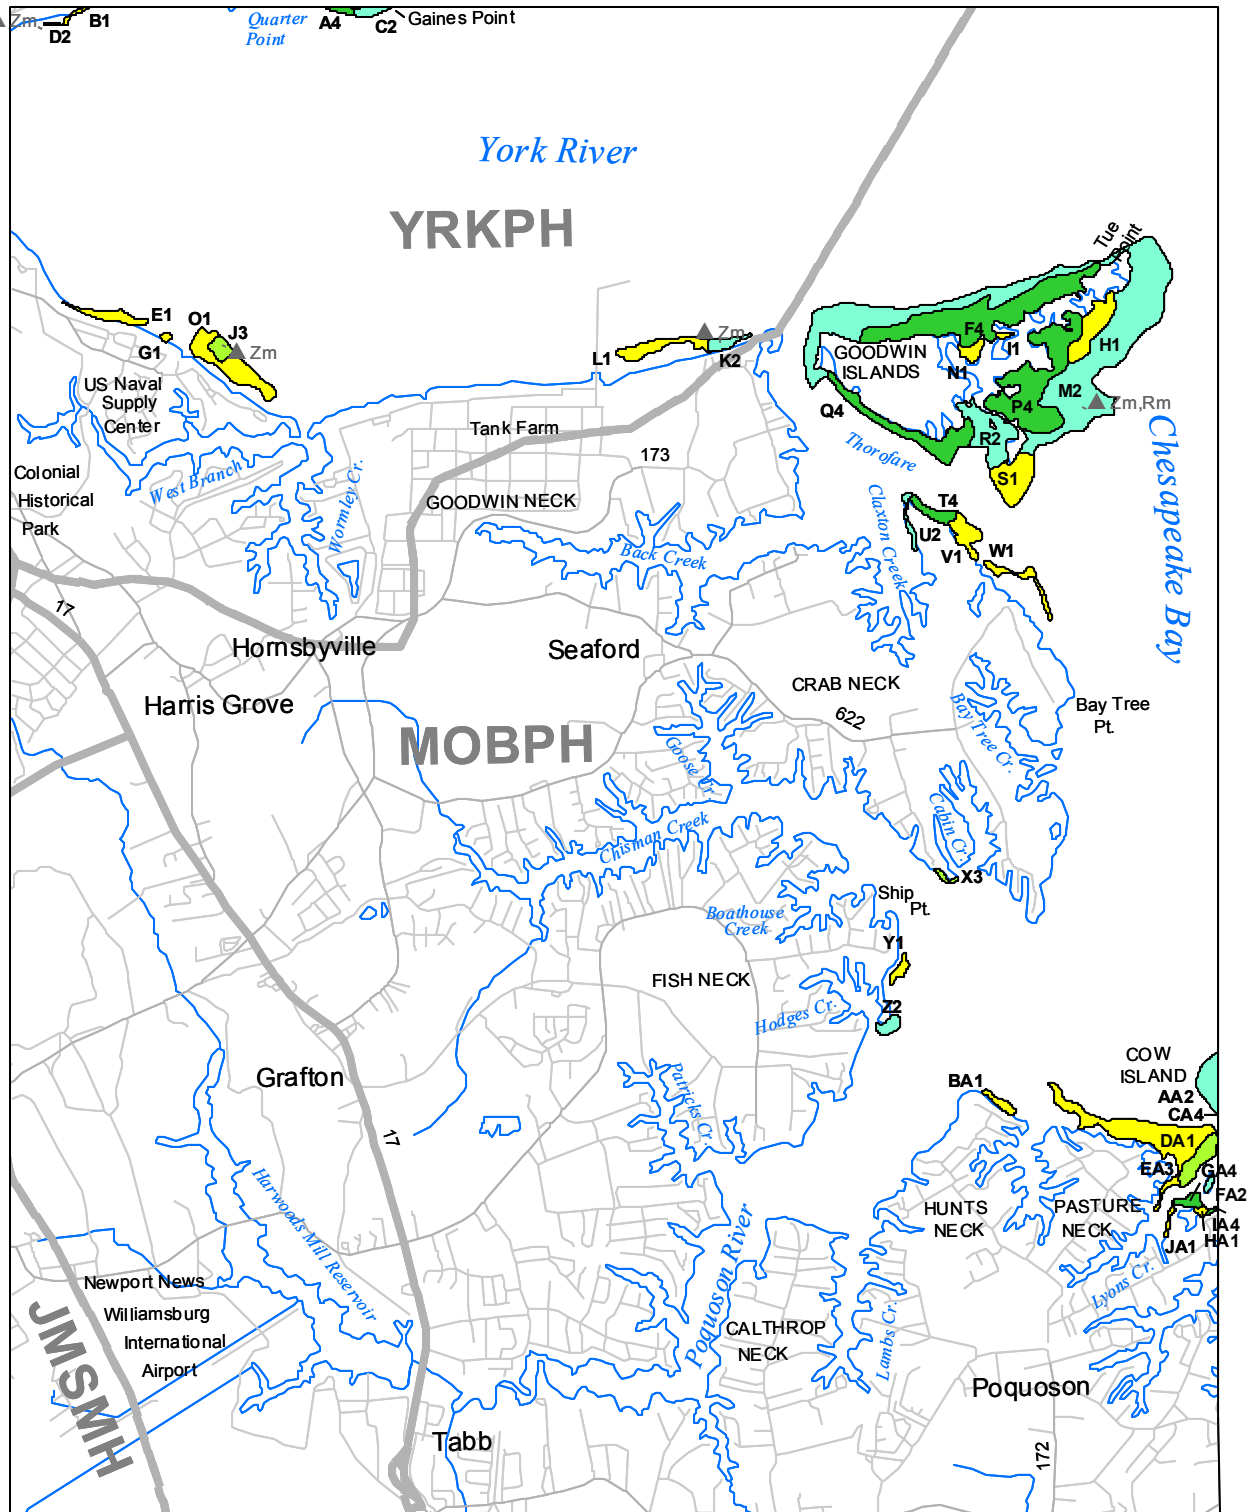 Zm
D2
B1
Quarter
Point
A4
C2
Gaines Point
York River
YRKPH
Tue
Point
E1
O1
J3
G1
Zm
Zm
L1
K2
F4
I1
H1
GOODWIN
ISLANDS
N1
M2
US Naval
Supply
Center
Q4
P4
Zm,Rm
Tank Farm
R2
Thorofare
173
S1
Chesapeake Bay
Colonial
Historical
Park
West Branch
Wormley Cr.
GOODWIN NECK
Claxton Creek
T4
U2
V1
W1
Back Creek
17
Hornsbyville
Seaford
Harris Grove
CRAB NECK
622
Bay Tree
Pt.
Bay Tree Cr.
MOBPH
Goose Cr.
Cabin Cr.
Chisman Creek
X3
Ship
Pt.
Boathouse
Creek
Y1
FISH NECK
Z2
Hodges Cr.
Grafton
Patricks Cr.
COW
ISLAND
BA1
AA2
CA4
17
DA1
EA3
GA4
FA2
Harwoods Mill Reservoir
HUNTS
NECK
PASTURE
NECK
IA4
HA1
JA1
Poquoson River
Lyons Cr.
Newport News
Williamsburg
International
Airport
JMSMH
CALTHROP
NECK
Lambs Cr.
Poquoson
Tabb
172